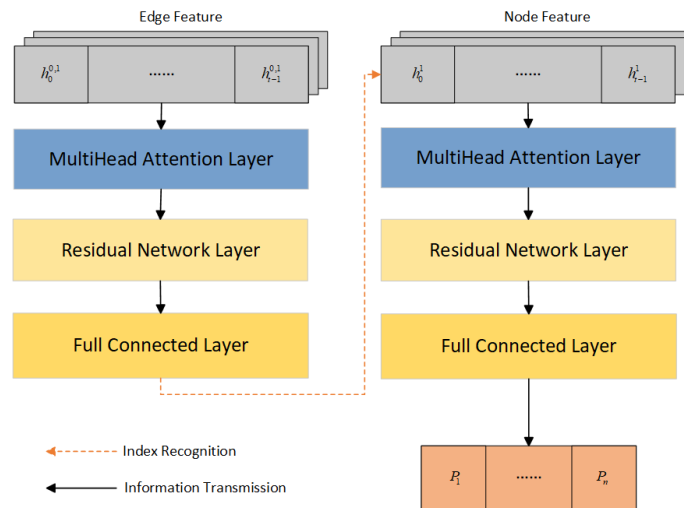 Edge Feature
Node Feature
h_0^{0,1} ...... h_{t-1}^{0,1}
h_0^1 ...... h_{t-1}^1
MultiHead Attention Layer
MultiHead Attention Layer
Residual Network Layer
Residual Network Layer
Full Connected Layer
Full Connected Layer
Index Recognition
Information Transmission
P_1 ...... P_n